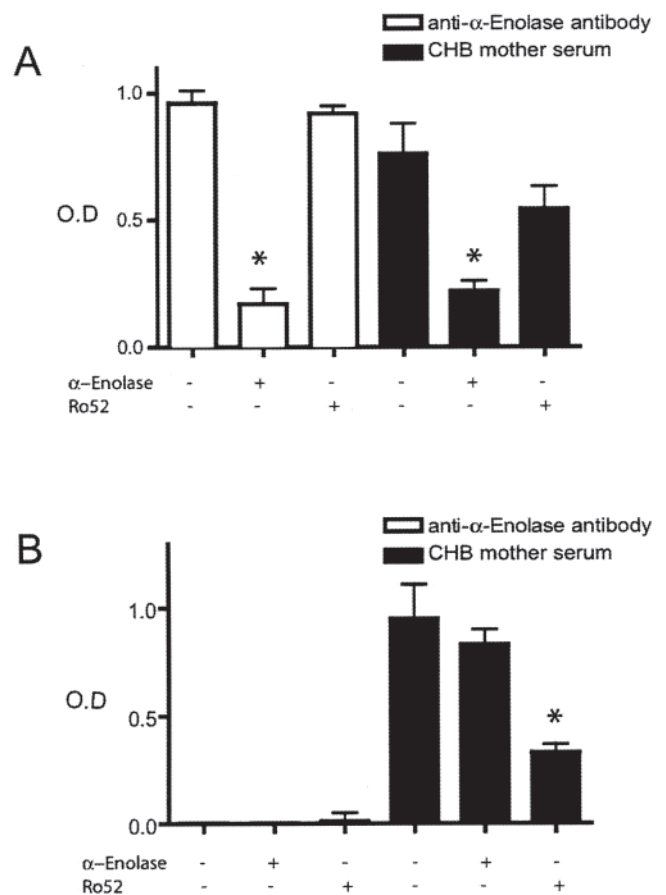 anti-α-Enolase antibody
CHB mother serum
A
1.0
O.D 0.5
* *
0.0
α-Enolase - + - - + -
Ro52 - - + - - +
anti-α-Enolase antibody
CHB mother serum
B
1.0
O.D 0.5
*
0.0
α-Enolase - + - - + -
Ro52 - - + - - +